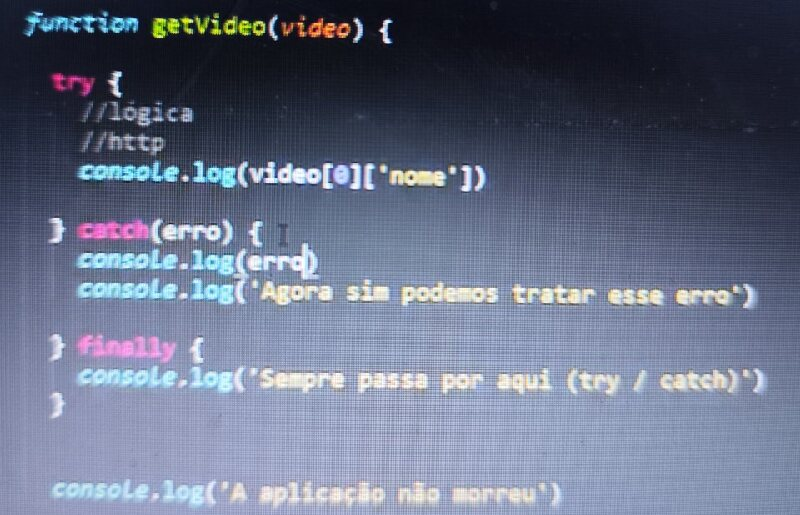 function getVideo(video) {
try {
//lógica
//http
console.log(video[0]['nome'])
} catch(erro) {
console.log(erro)
console.log('Agora sim podemos tratar esse erro')
} finally {
console.log('Sempre passa por aqui (try / catch)')
}
console.log('A aplicação não morreu')